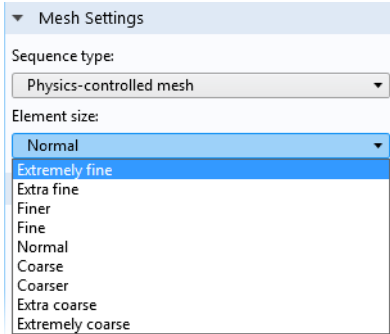 Mesh Settings
Sequence type:
Physics-controlled mesh
Element size:
Normal
Extremely fine
Extra fine
Finer
Fine
Normal
Coarse
Coarser
Extra coarse
Extremely coarse